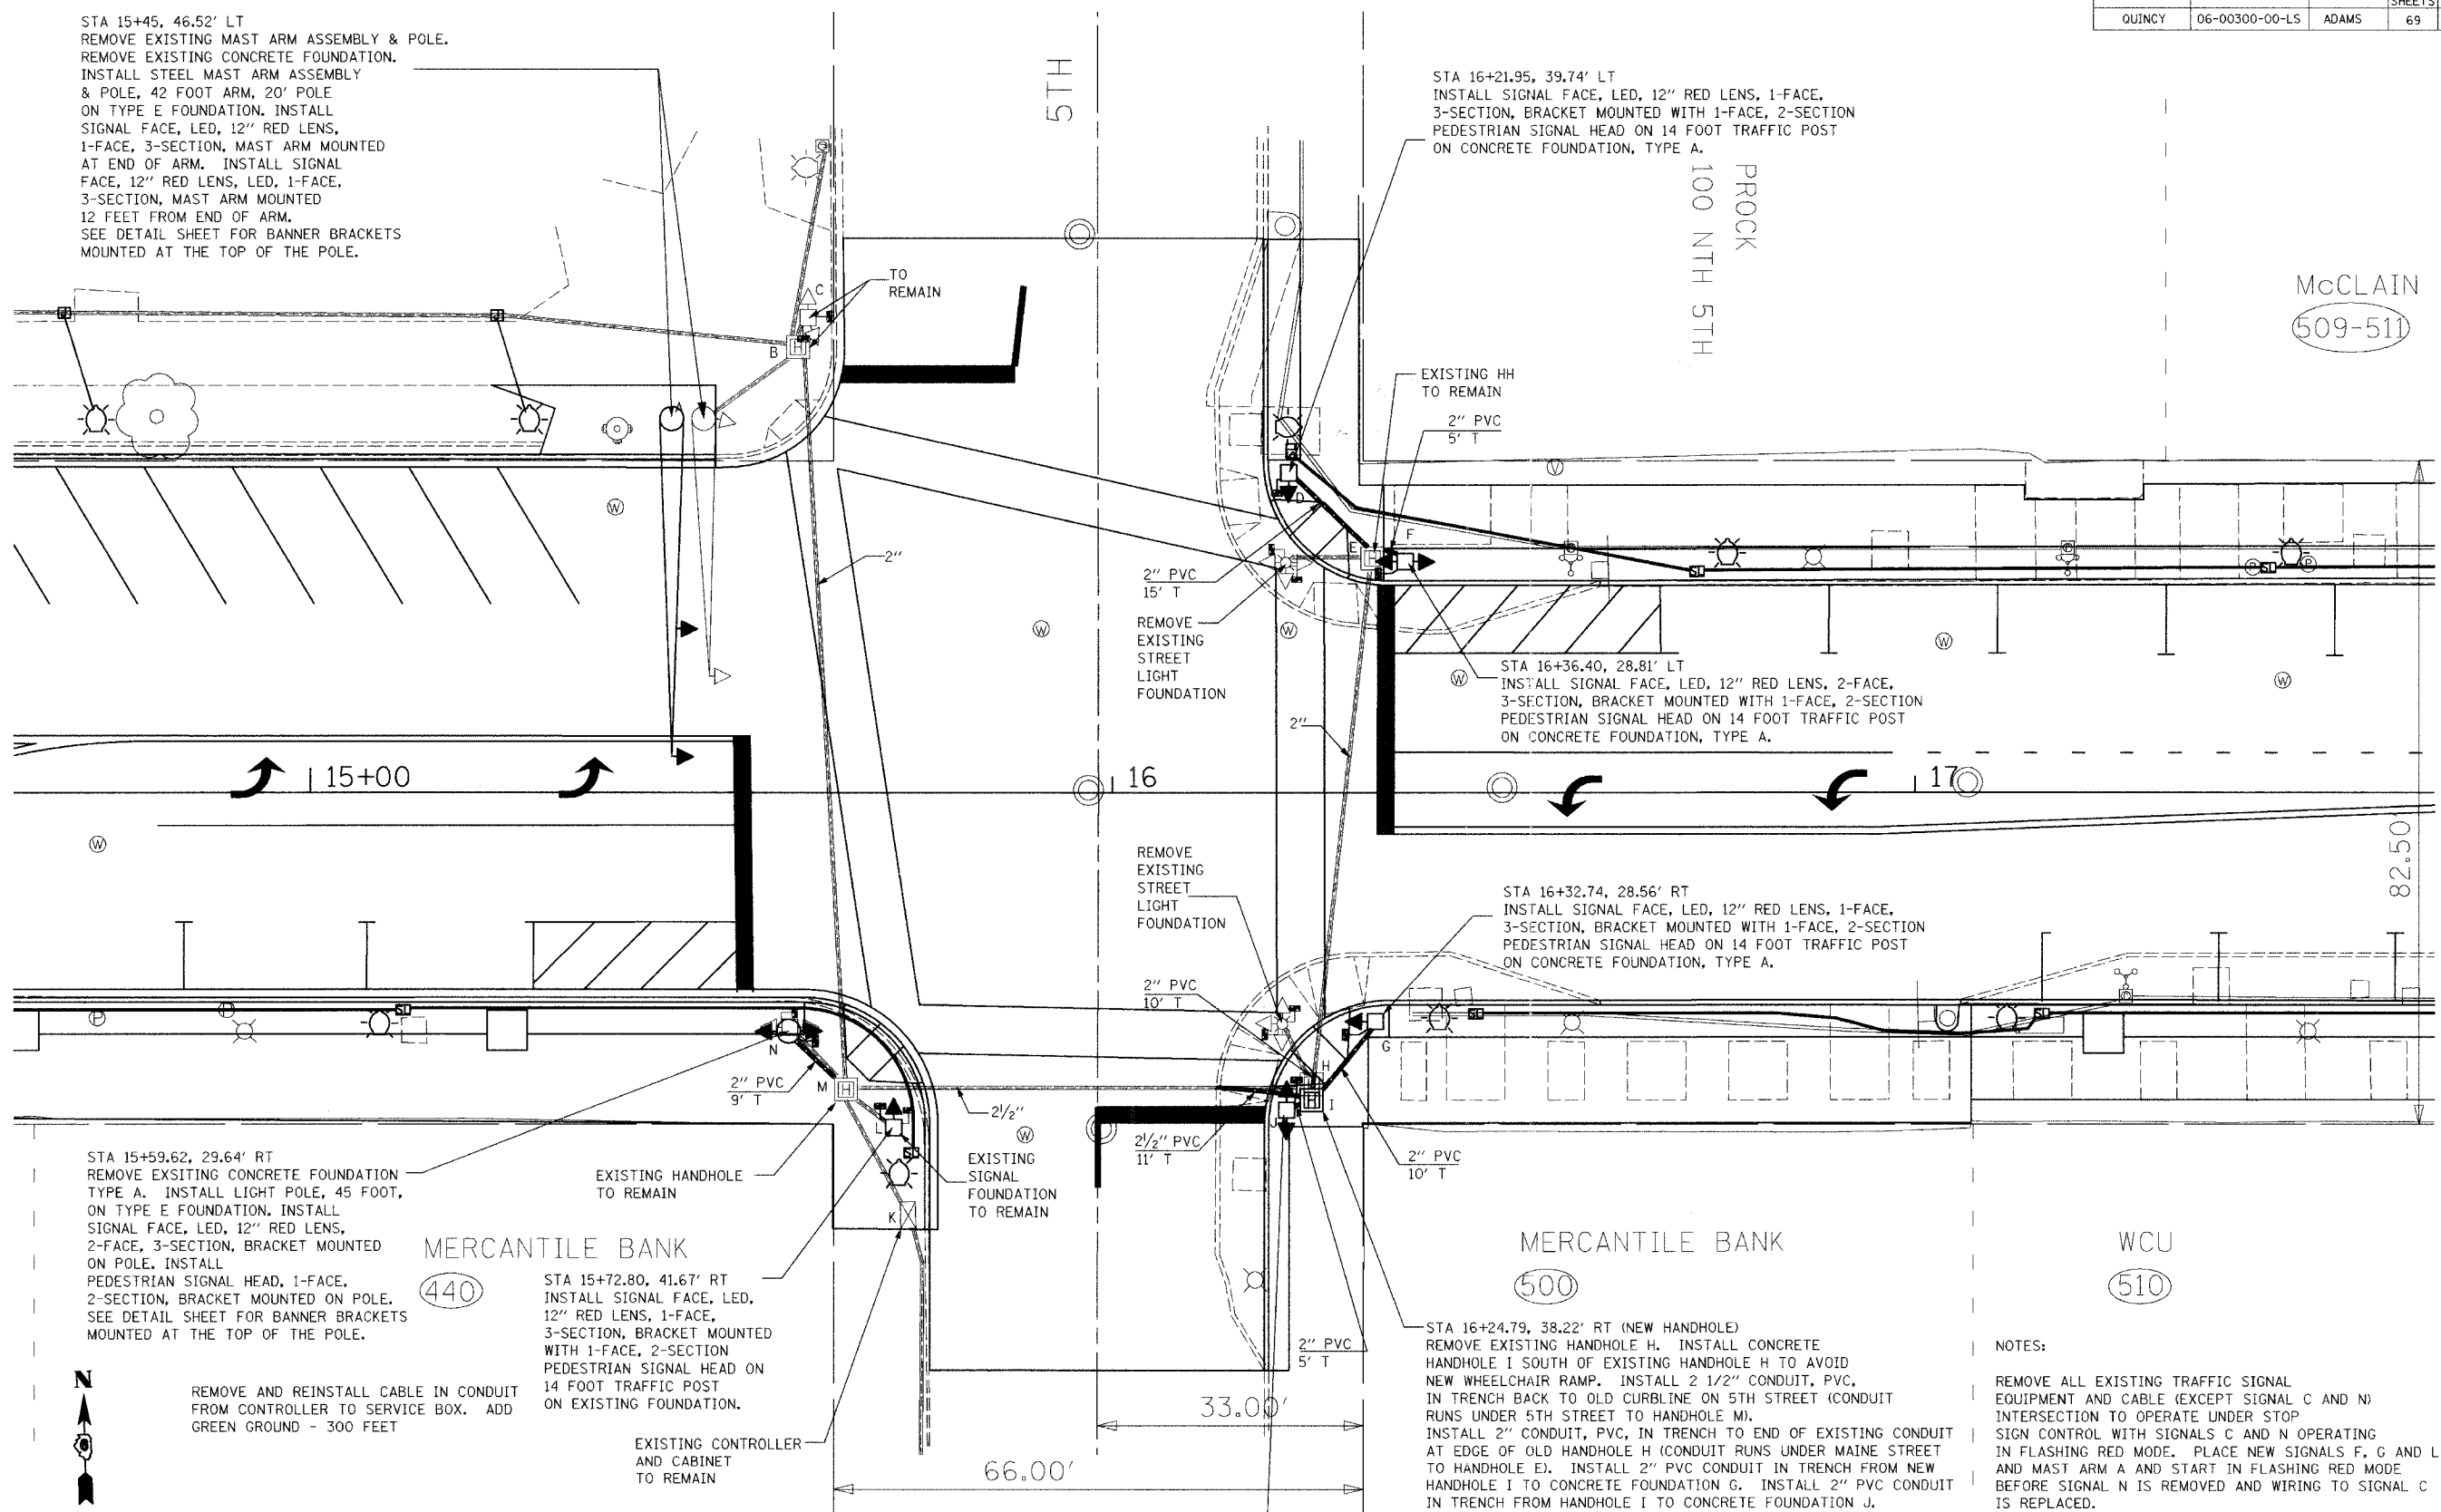 SHEETS
QUINCY 06-00300-00-LS ADAMS 69
STA 15+45, 46.52' LT
REMOVE EXISTING MAST ARM ASSEMBLY & POLE.
REMOVE EXISTING CONCRETE FOUNDATION.
INSTALL STEEL MAST ARM ASSEMBLY
& POLE, 42 FOOT ARM, 20' POLE
ON TYPE E FOUNDATION. INSTALL
SIGNAL FACE, LED, 12" RED LENS,
1-FACE, 3-SECTION, MAST ARM MOUNTED
AT END OF ARM. INSTALL SIGNAL
FACE, 12" RED LENS, LED, 1-FACE,
3-SECTION, MAST ARM MOUNTED
12 FEET FROM END OF ARM.
SEE DETAIL SHEET FOR BANNER BRACKETS
MOUNTED AT THE TOP OF THE POLE.
5TH
STA 16+21.95, 39.74' LT
INSTALL SIGNAL FACE, LED, 12" RED LENS, 1-FACE,
3-SECTION, BRACKET MOUNTED WITH 1-FACE, 2-SECTION
PEDESTRIAN SIGNAL HEAD ON 14 FOOT TRAFFIC POST
ON CONCRETE FOUNDATION, TYPE A.
PROCK
100 NTH 5TH
McCLAIN
509-511
TO
REMAIN
C
B
H
A
EXISTING HH
TO REMAIN
2" PVC
5' T
D
E
F
H
V
W
2"
2" PVC
15' T
REMOVE
EXISTING
STREET
LIGHT
FOUNDATION
W
W
W
W
W
SL
P
SL
P
STA 16+36.40, 28.81' LT
INSTALL SIGNAL FACE, LED, 12" RED LENS, 2-FACE,
3-SECTION, BRACKET MOUNTED WITH 1-FACE, 2-SECTION
PEDESTRIAN SIGNAL HEAD ON 14 FOOT TRAFFIC POST
ON CONCRETE FOUNDATION, TYPE A.
2"
15+00
16
17
W
82.50'
REMOVE
EXISTING
STREET
LIGHT
FOUNDATION
STA 16+32.74, 28.56' RT
INSTALL SIGNAL FACE, LED, 12" RED LENS, 1-FACE,
3-SECTION, BRACKET MOUNTED WITH 1-FACE, 2-SECTION
PEDESTRIAN SIGNAL HEAD ON 14 FOOT TRAFFIC POST
ON CONCRETE FOUNDATION, TYPE A.
2" PVC
10' T
P
SL
SL
SL
N
M
H
G
H
H
I
J
2" PVC
9' T
L
SL
K
2 1/2"
W
2 1/2" PVC
11' T
2" PVC
10' T
STA 15+59.62, 29.64' RT
REMOVE EXSITING CONCRETE FOUNDATION
TYPE A. INSTALL LIGHT POLE, 45 FOOT,
ON TYPE E FOUNDATION. INSTALL
SIGNAL FACE, LED, 12" RED LENS,
2-FACE, 3-SECTION, BRACKET MOUNTED
ON POLE. INSTALL
PEDESTRIAN SIGNAL HEAD, 1-FACE,
2-SECTION, BRACKET MOUNTED ON POLE.
SEE DETAIL SHEET FOR BANNER BRACKETS
MOUNTED AT THE TOP OF THE POLE.
EXISTING HANDHOLE
TO REMAIN
EXISTING
SIGNAL
FOUNDATION
TO REMAIN
MERCANTILE BANK
440
STA 15+72.80, 41.67' RT
INSTALL SIGNAL FACE, LED,
12" RED LENS, 1-FACE,
3-SECTION, BRACKET MOUNTED
WITH 1-FACE, 2-SECTION
PEDESTRIAN SIGNAL HEAD ON
14 FOOT TRAFFIC POST
ON EXISTING FOUNDATION.
N
REMOVE AND REINSTALL CABLE IN CONDUIT
FROM CONTROLLER TO SERVICE BOX. ADD
GREEN GROUND - 300 FEET
EXISTING CONTROLLER
AND CABINET
TO REMAIN
2" PVC
5' T
33.00'
66.00'
MERCANTILE BANK
500
WCU
510
STA 16+24.79, 38.22' RT (NEW HANDHOLE)
REMOVE EXISTING HANDHOLE H. INSTALL CONCRETE
HANDHOLE I SOUTH OF EXISTING HANDHOLE H TO AVOID
NEW WHEELCHAIR RAMP. INSTALL 2 1/2" CONDUIT, PVC,
IN TRENCH BACK TO OLD CURBLINE ON 5TH STREET (CONDUIT
RUNS UNDER 5TH STREET TO HANDHOLE M).
INSTALL 2" CONDUIT, PVC, IN TRENCH TO END OF EXISTING CONDUIT
AT EDGE OF OLD HANDHOLE H (CONDUIT RUNS UNDER MAINE STREET
TO HANDHOLE E). INSTALL 2" PVC CONDUIT IN TRENCH FROM NEW
HANDHOLE I TO CONCRETE FOUNDATION G. INSTALL 2" PVC CONDUIT
IN TRENCH FROM HANDHOLE I TO CONCRETE FOUNDATION J.
NOTES:
REMOVE ALL EXISTING TRAFFIC SIGNAL
EQUIPMENT AND CABLE (EXCEPT SIGNAL C AND N)
INTERSECTION TO OPERATE UNDER STOP
SIGN CONTROL WITH SIGNALS C AND N OPERATING
IN FLASHING RED MODE. PLACE NEW SIGNALS F, G AND L
AND MAST ARM A AND START IN FLASHING RED MODE
BEFORE SIGNAL N IS REMOVED AND WIRING TO SIGNAL C
IS REPLACED.